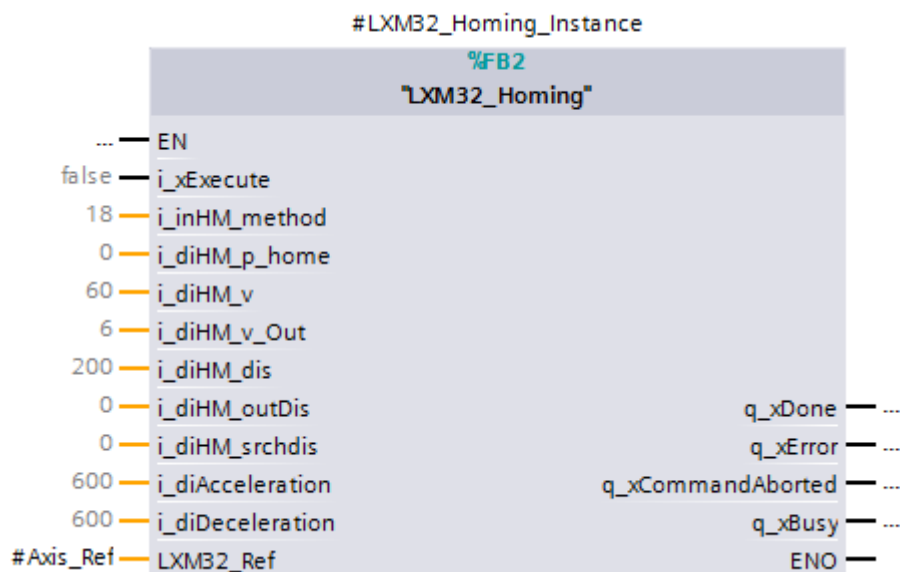 #LXM32_Homing_Instance
%FB2
"LXM32_Homing"
... EN
false i_xExecute
18 i_inHM_method
0 i_diHM_p_home
60 i_diHM_v
6 i_diHM_v_Out
200 i_diHM_dis
0 i_diHM_outDis q_xDone ...
0 i_diHM_srchdis q_xError ...
600 i_diAcceleration q_xCommandAborted ...
600 i_diDeceleration q_xBusy ...
#Axis_Ref LXM32_Ref ENO